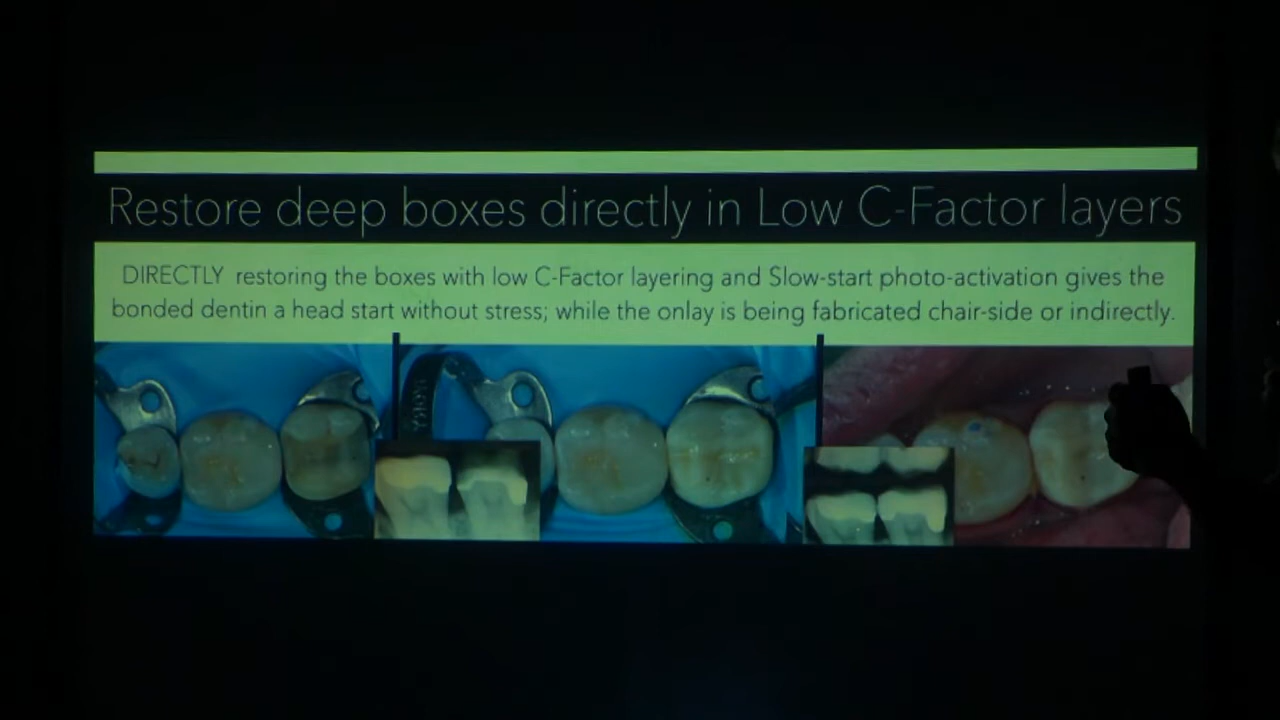 Restore deep boxes directly in Low C-Factor layers
DIRECTLY restoring the boxes with low C-Factor layering and Slow-start photo-activation gives the
bonded dentin a head start without stress; while the onlay is being fabricated chair-side or indirectly.